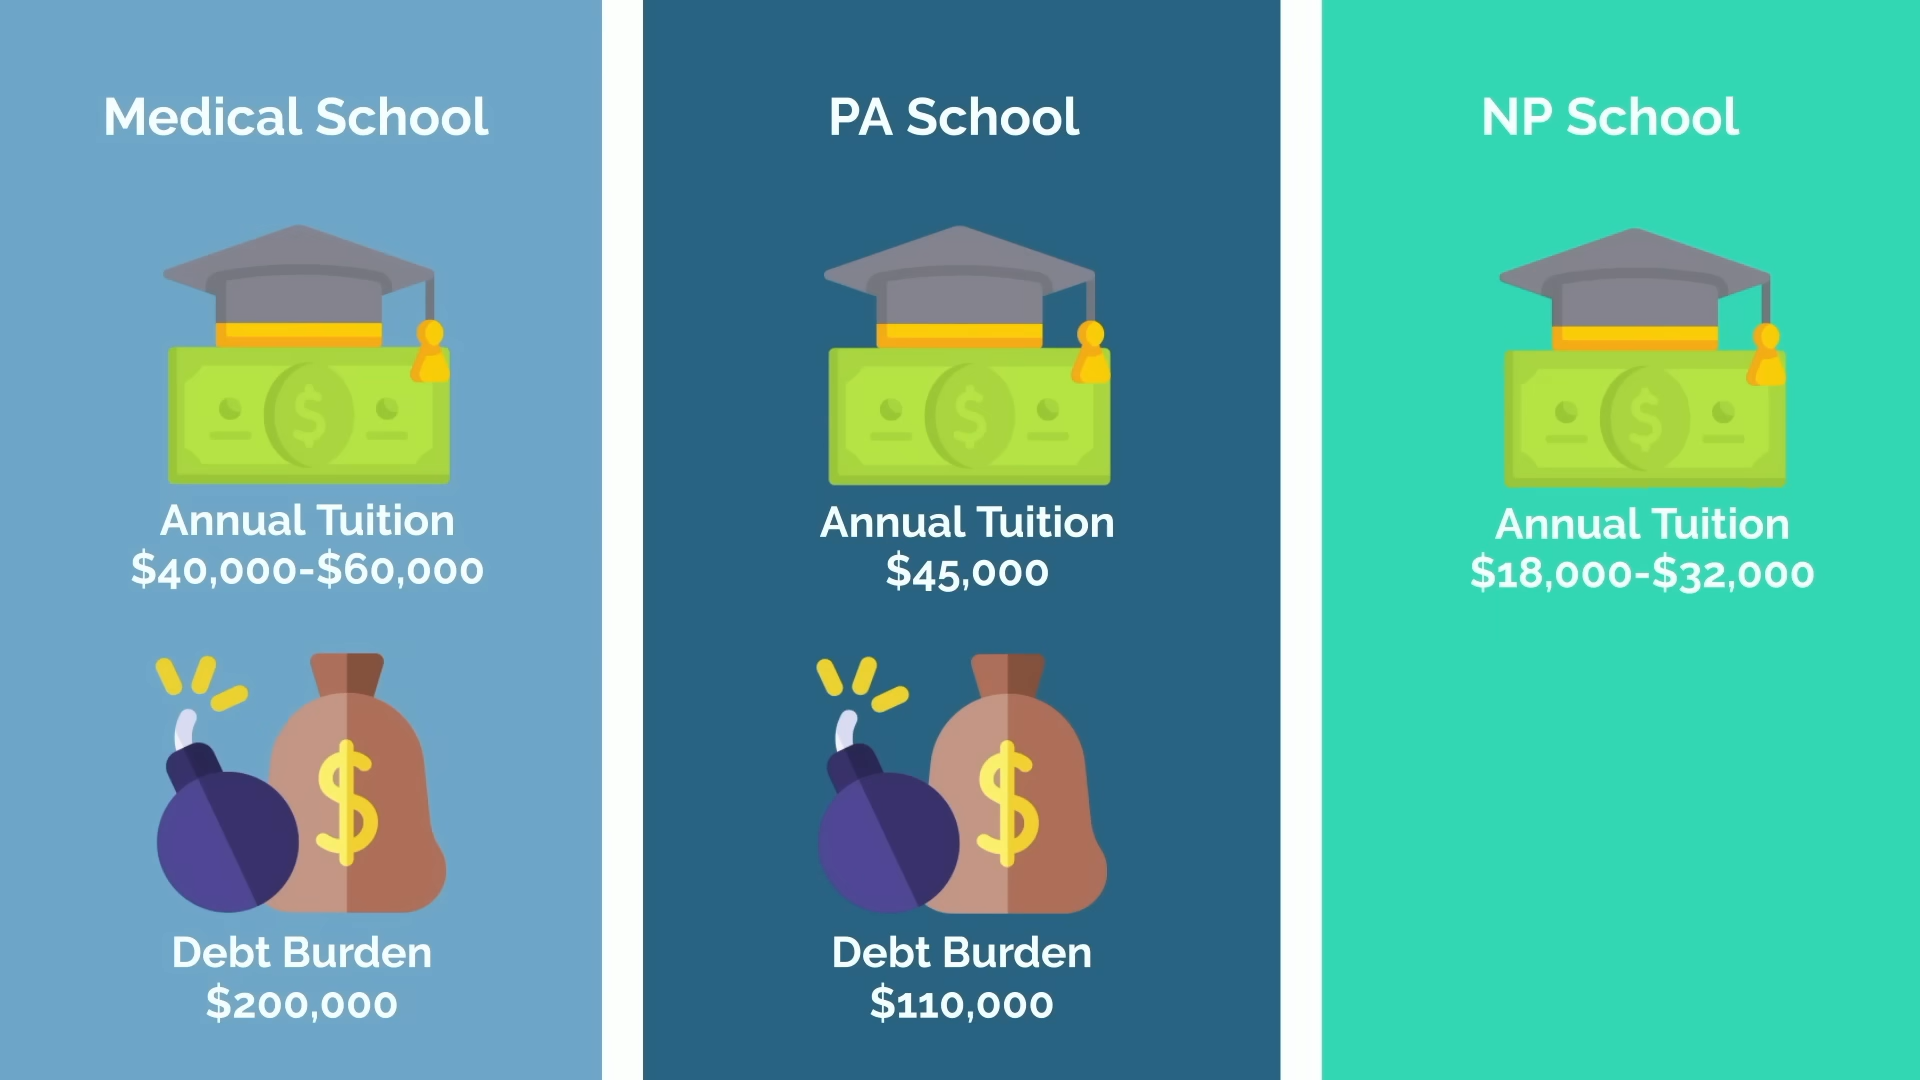 Medical School
Annual Tuition
$40,000-$60,000
Debt Burden
$200,000
PA School
Annual Tuition
$45,000
Debt Burden
$110,000
NP School
Annual Tuition
$18,000-$32,000